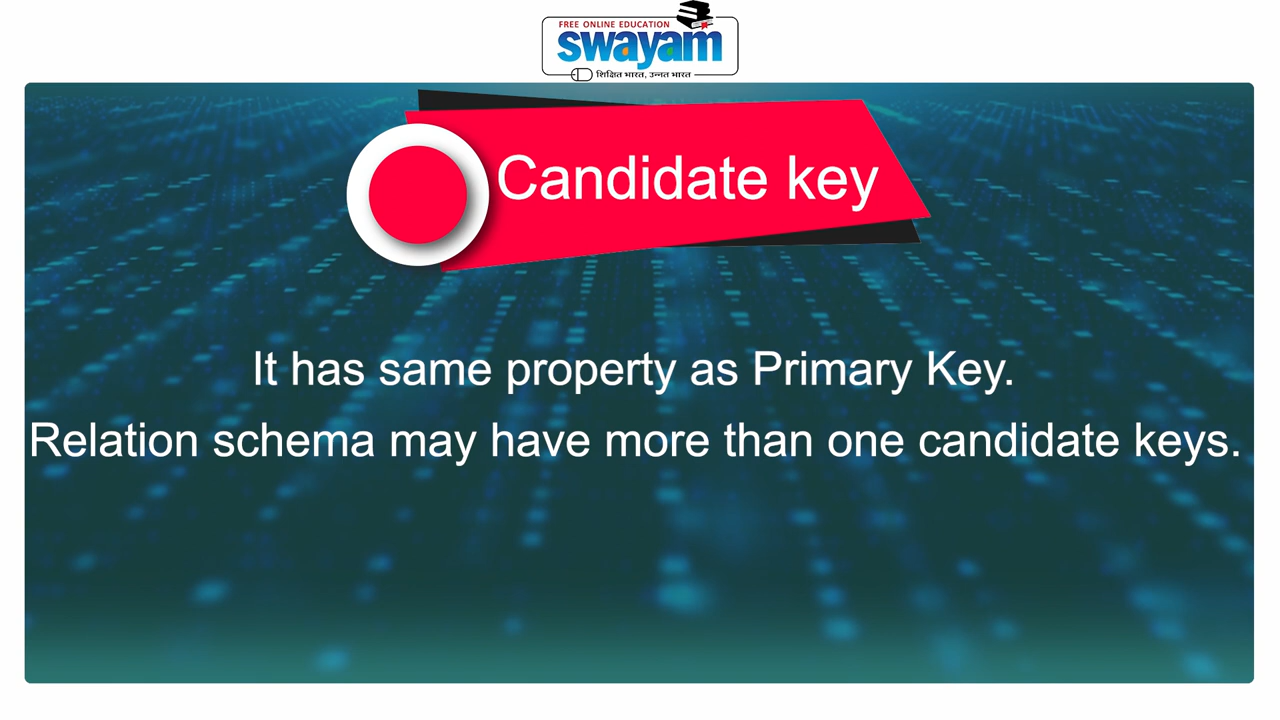 FREE ONLINE EDUCATION
swayam
शिक्षित भारत, उन्नत भारत
Candidate key
It has same property as Primary Key.
Relation schema may have more than one candidate keys.